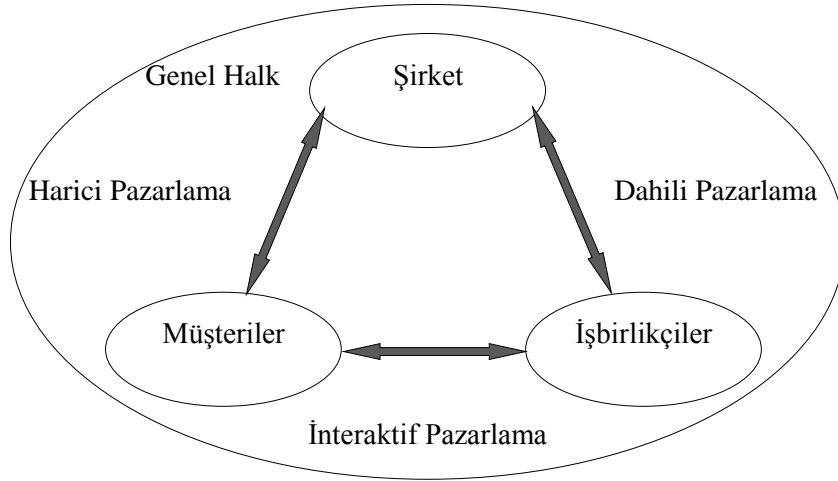 Genel Halk
Şirket
Harici Pazarlama
Dahili Pazarlama
Müşteriler
İşbirlikçiler
İnteraktif Pazarlama